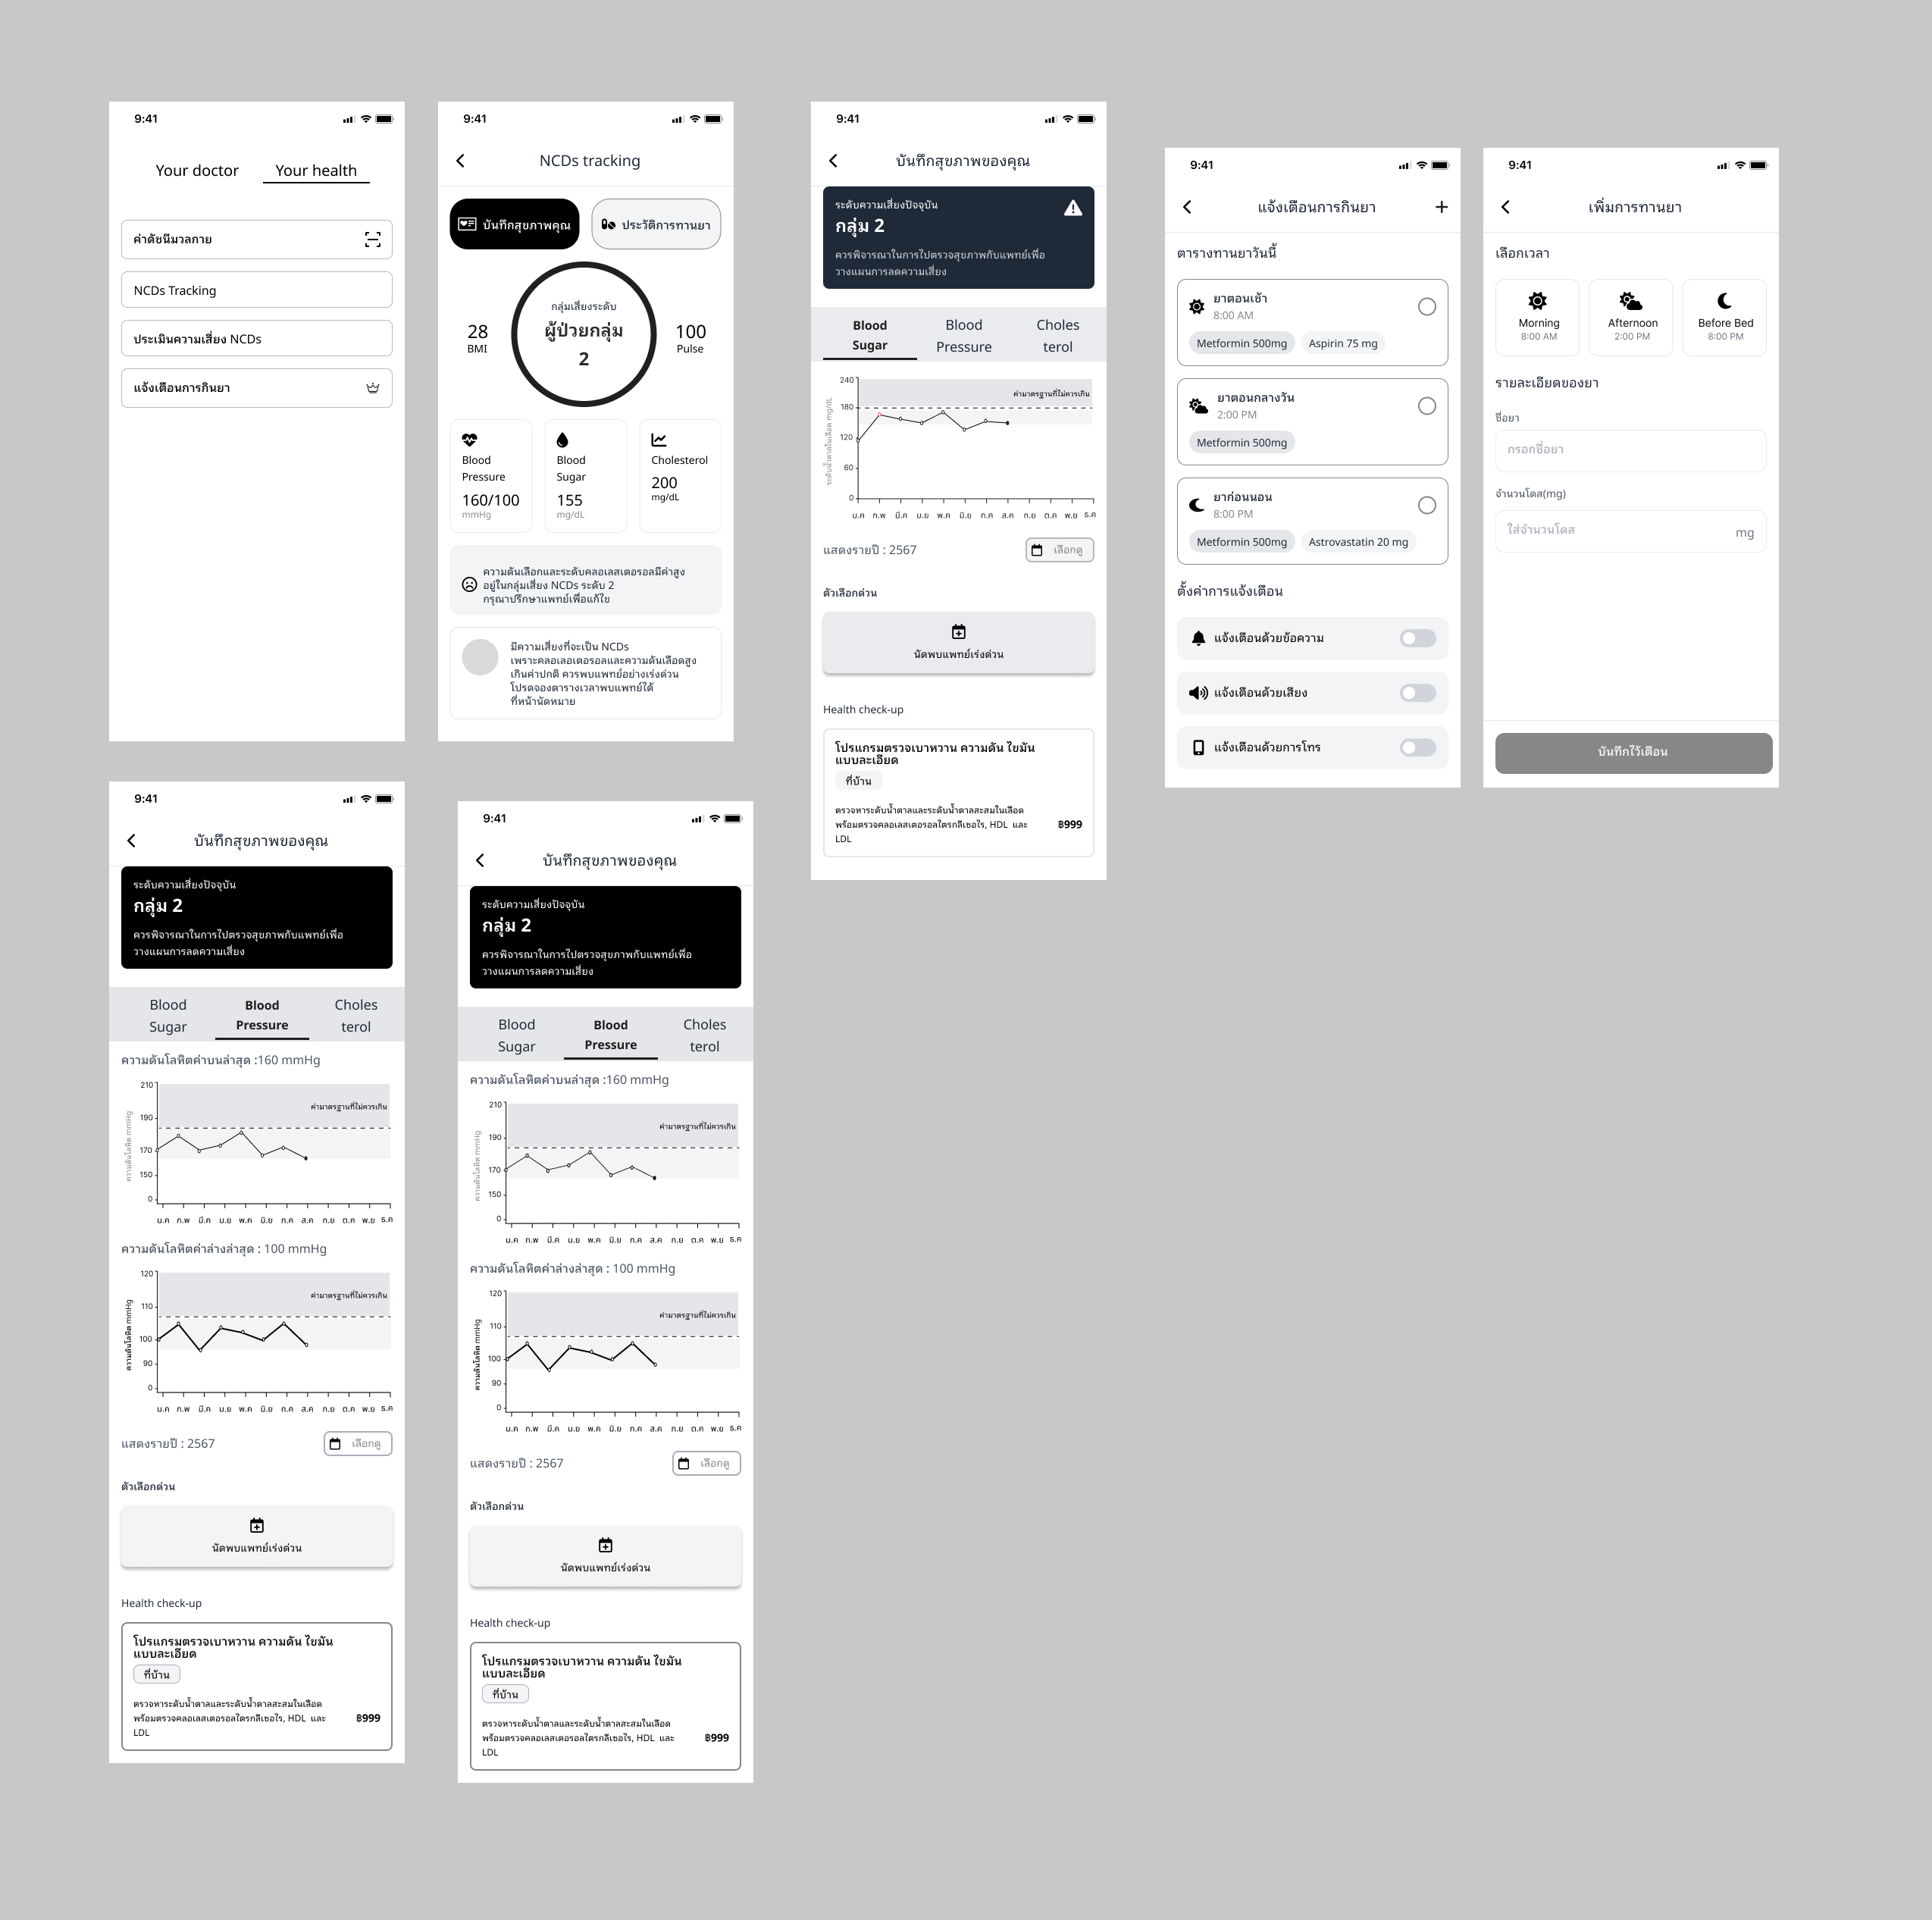 9:41
Your doctor
Your health
ค่าดัชนีมวลกาย
NCDs Tracking
ประเมินความเสี่ยง NCDs
แจ้งเตือนการกินยา
9:41
NCDs tracking
บันทึกสุขภาพคุณ
ประวัติการทานยา
กลุ่มเสี่ยงระดับ
ผู้ป่วยกลุ่ม
2
28
BMI
100
Pulse
Blood
Pressure
160/100
mmHg
Blood
Sugar
155
mg/dL
Cholesterol
200
mg/dL
ความดันเลือกและระดับคลอเลสเตอรอลมีค่าสูง
อยู่ในกลุ่มเสี่ยง NCDs ระดับ 2
กรุณาปรึกษาแพทย์เพื่อแก้ไข
มีความเสี่ยงที่จะเป็น NCDs
เพราะคลอเลอเตอรอลและความดันเลือดสูง
เกินค่าปกติ ควรพบแพทย์อย่างเร่งด่วน
โปรดจองตารางเวลาพบแพทย์ได้
ที่หน้านัดหมาย
9:41
บันทึกสุขภาพของคุณ
ระดับความเสี่ยงปัจจุบัน
กลุ่ม 2
ควรพิจารณาในการไปตรวจสุขภาพกับแพทย์เพื่อ
วางแผนการลดความเสี่ยง
Blood
Sugar
Blood
Pressure
Choles
terol
ระดับน้ำตาลในเลือด mg/dL
240
180
120
60
0
ค่ามาตรฐานที่ไม่ควรเกิน
ม.ค ก.พ มี.ค เม.ย พ.ค มิ.ย ก.ค ส.ค ก.ย ต.ค พ.ย ธ.ค
แสดงรายปี : 2567
เลือกดู
ตัวเลือกด่วน
นัดพบแพทย์เร่งด่วน
Health check-up
โปรแกรมตรวจเบาหวาน ความดัน ไขมัน
แบบละเอียด
ที่บ้าน
ตรวจหาระดับน้ำตาลและระดับน้ำตาลสะสมในเลือด
พร้อมตรวจคลอเลสเตอรอลไตรกลีเซอไร, HDL และ
LDL
฿999
9:41
แจ้งเตือนการกินยา
ตารางทานยาวันนี้
ยาตอนเช้า
8:00 AM
Metformin 500mg
Aspirin 75 mg
ยาตอนกลางวัน
2:00 PM
Metformin 500mg
ยาก่อนนอน
8:00 PM
Metformin 500mg
Astrovastatin 20 mg
ตั้งค่าการแจ้งเตือน
แจ้งเตือนด้วยข้อความ
แจ้งเตือนด้วยเสียง
แจ้งเตือนด้วยการโทร
9:41
เพิ่มการทานยา
เลือกเวลา
Morning
8:00 AM
Afternoon
2:00 PM
Before Bed
8:00 PM
รายละเอียดของยา
ชื่อยา
กรอกชื่อยา
จำนวนโดส(mg)
ใส่จำนวนโดส
mg
บันทึกไว้เตือน
9:41
บันทึกสุขภาพของคุณ
ระดับความเสี่ยงปัจจุบัน
กลุ่ม 2
ควรพิจารณาในการไปตรวจสุขภาพกับแพทย์เพื่อ
วางแผนการลดความเสี่ยง
Blood
Sugar
Blood
Pressure
Choles
terol
ความดันโลหิตค่าบนล่าสุด :160 mmHg
ความดันโลหิต mmHg
210
190
170
150
0
ค่ามาตรฐานที่ไม่ควรเกิน
ม.ค ก.พ มี.ค เม.ย พ.ค มิ.ย ก.ค ส.ค ก.ย ต.ค พ.ย ธ.ค
ความดันโลหิตค่าล่างล่าสุด : 100 mmHg
ความดันโลหิต mmHg
120
110
100
90
0
ค่ามาตรฐานที่ไม่ควรเกิน
ม.ค ก.พ มี.ค เม.ย พ.ค มิ.ย ก.ค ส.ค ก.ย ต.ค พ.ย ธ.ค
แสดงรายปี : 2567
เลือกดู
ตัวเลือกด่วน
นัดพบแพทย์เร่งด่วน
Health check-up
โปรแกรมตรวจเบาหวาน ความดัน ไขมัน
แบบละเอียด
ที่บ้าน
ตรวจหาระดับน้ำตาลและระดับน้ำตาลสะสมในเลือด
พร้อมตรวจคลอเลสเตอรอลไตรกลีเซอไร, HDL และ
LDL
฿999
9:41
บันทึกสุขภาพของคุณ
ระดับความเสี่ยงปัจจุบัน
กลุ่ม 2
ควรพิจารณาในการไปตรวจสุขภาพกับแพทย์เพื่อ
วางแผนการลดความเสี่ยง
Blood
Sugar
Blood
Pressure
Choles
terol
ความดันโลหิตค่าบนล่าสุด :160 mmHg
ความดันโลหิต mmHg
210
190
170
150
0
ค่ามาตรฐานที่ไม่ควรเกิน
ม.ค ก.พ มี.ค เม.ย พ.ค มิ.ย ก.ค ส.ค ก.ย ต.ค พ.ย ธ.ค
ความดันโลหิตค่าล่างล่าสุด : 100 mmHg
ความดันโลหิต mmHg
120
110
100
90
0
ค่ามาตรฐานที่ไม่ควรเกิน
ม.ค ก.พ มี.ค เม.ย พ.ค มิ.ย ก.ค ส.ค ก.ย ต.ค พ.ย ธ.ค
แสดงรายปี : 2567
เลือกดู
ตัวเลือกด่วน
นัดพบแพทย์เร่งด่วน
Health check-up
โปรแกรมตรวจเบาหวาน ความดัน ไขมัน
แบบละเอียด
ที่บ้าน
ตรวจหาระดับน้ำตาลและระดับน้ำตาลสะสมในเลือด
พร้อมตรวจคลอเลสเตอรอลไตรกลีเซอไร, HDL และ
LDL
฿999